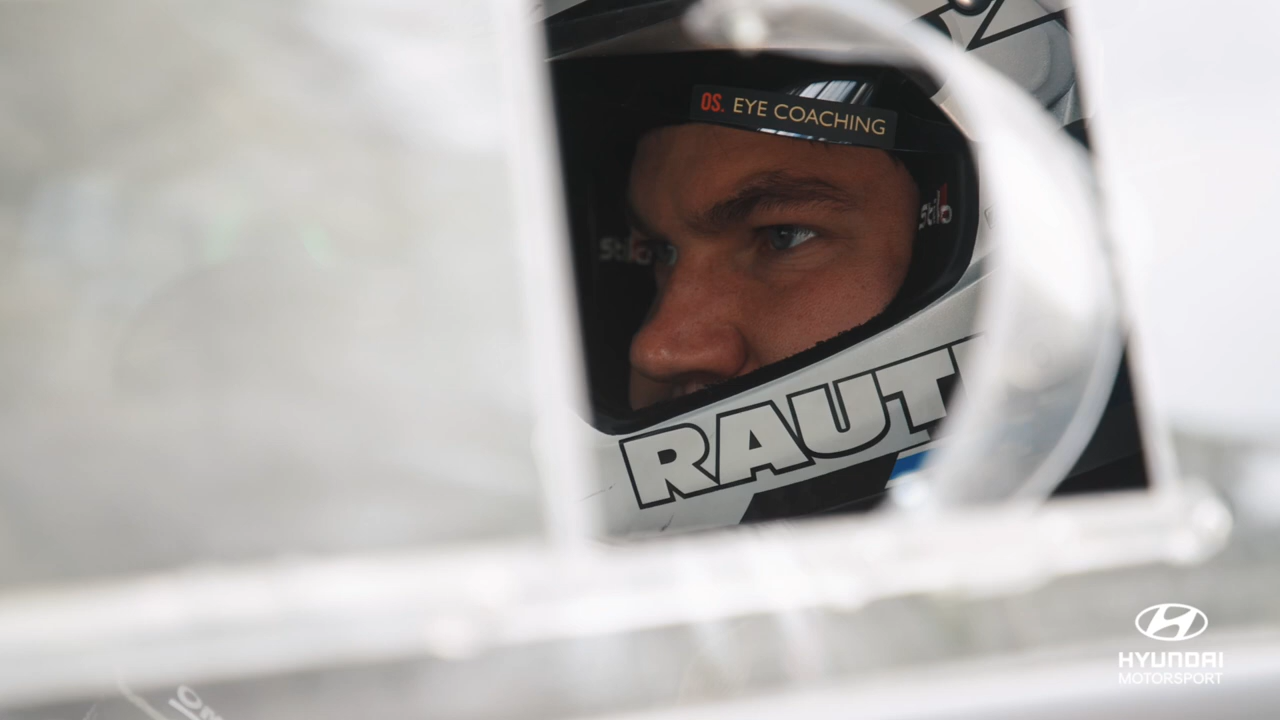 OS. EYE COACHING
stilo
stilo
RAUT
HYUNDAI
MOTORSPORT